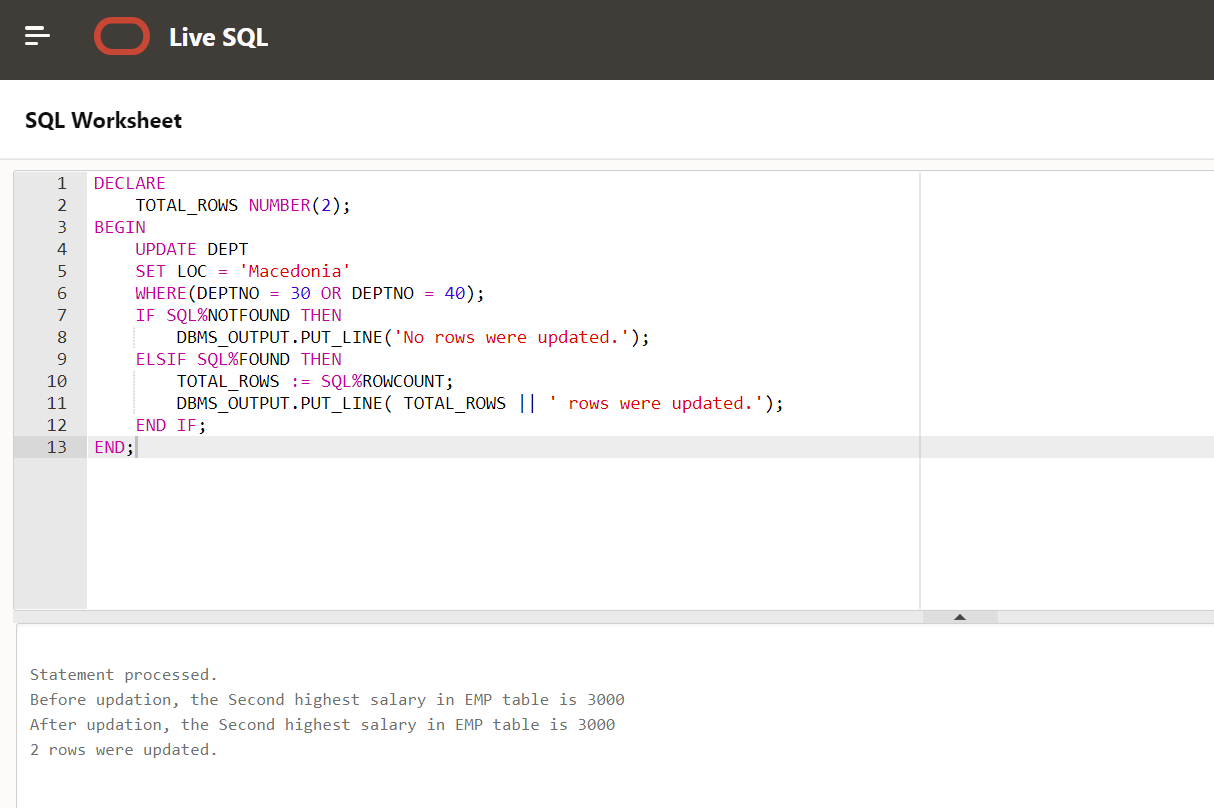 Live SQL
SQL Worksheet
1 DECLARE
2     TOTAL_ROWS NUMBER(2);
3 BEGIN
4     UPDATE DEPT
5     SET LOC = 'Macedonia'
6     WHERE(DEPTNO = 30 OR DEPTNO = 40);
7     IF SQL%NOTFOUND THEN
8         DBMS_OUTPUT.PUT_LINE('No rows were updated.');
9     ELSIF SQL%FOUND THEN
10         TOTAL_ROWS := SQL%ROWCOUNT;
11         DBMS_OUTPUT.PUT_LINE( TOTAL_ROWS || ' rows were updated.');
12     END IF;
13 END;
Statement processed.
Before updation, the Second highest salary in EMP table is 3000
After updation, the Second highest salary in EMP table is 3000
2 rows were updated.